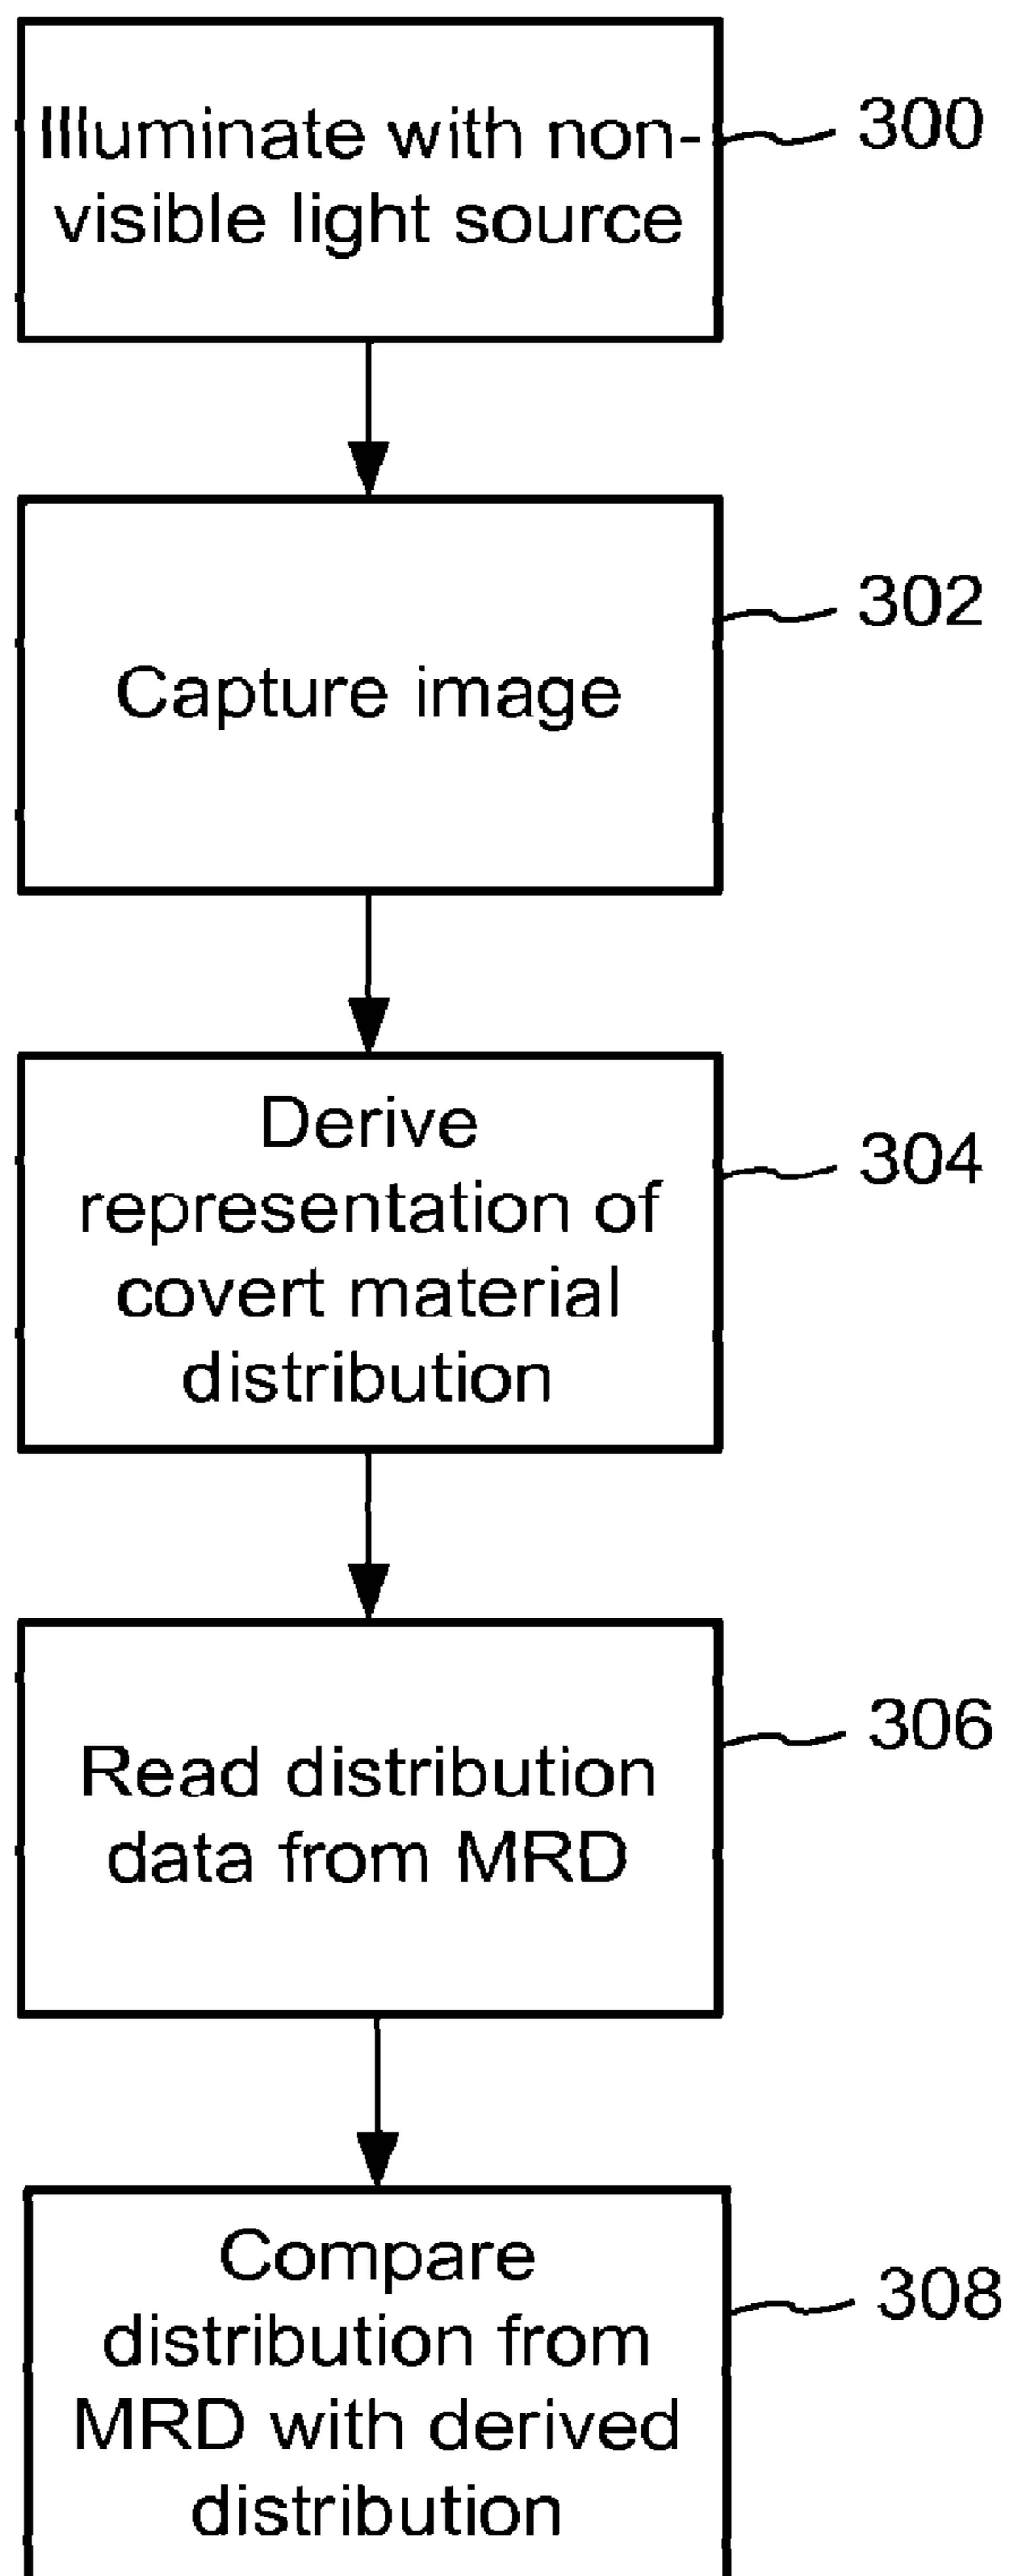 Illuminate with non-
visible light source
300
Capture image
302
Derive
representation of
covert material
distribution
304
Read distribution
data from MRD
306
Compare
distribution from
MRD with derived
distribution
308